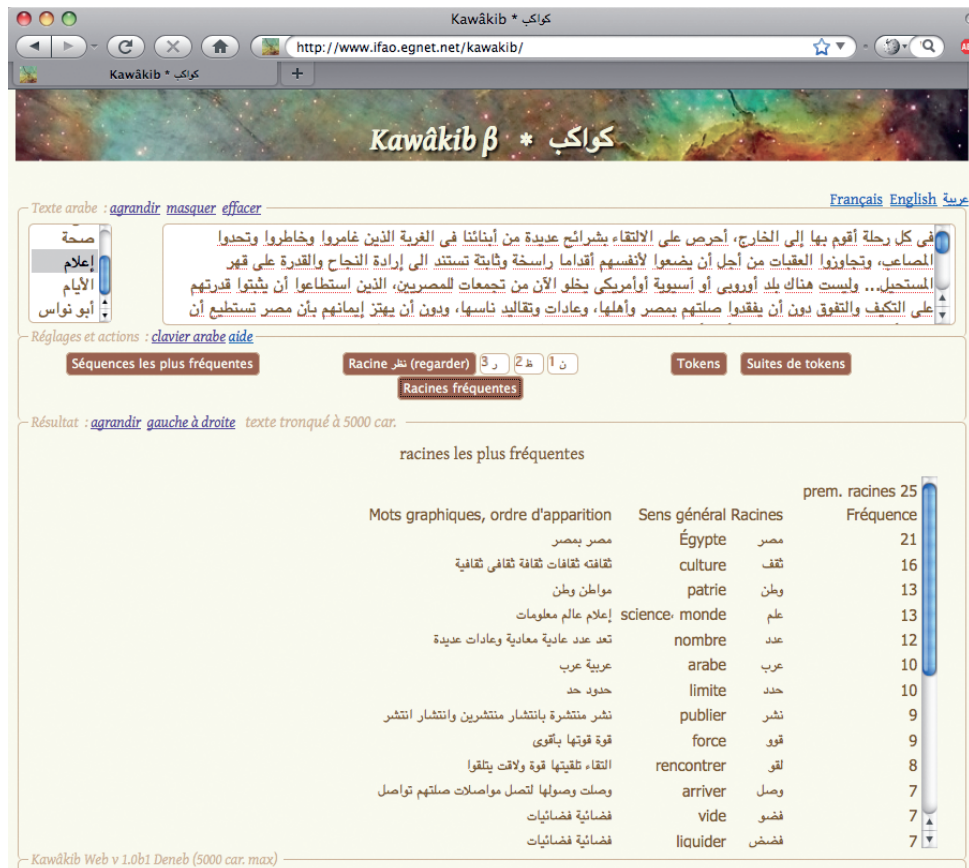 Kawâkib * كواكب
http://www.ifao.egnet.net/kawakib/
Kawâkib * كواكب
Kawâkib β * كواكب
Français English عربية
Texte arabe : agrandir masquer effacer
صحة
إعلام
الأيام
أبو نواس
فى كل رحلة أقوم بها إلى الخارج، أحرص على الالتقاء بشرائح عديدة من أبنائنا فى الغربة الذين غامروا وخاطروا وتحدوا
المصاعب، وتجاوزوا العقبات من أجل أن يضعوا لأنفسهم أقداما راسخة وثابتة تستند الى إرادة النجاح والقدرة على قهر
المستحيل... وليست هناك بلد أوروبى أو آسيوية أوأمريكى يخلو الآن من تجمعات للمصريين، الذين استطاعوا أن يثبتوا قدرتهم
على التكيف والتفوق دون أن يفقدوا صلتهم بمصر وأهلها، وعادات وتقاليد ناسها، ودون أن يهتز إيمانهم بأن مصر تستطيع أن
Réglages et actions : clavier arabe aide
Séquences les plus fréquentes
Racine نظر (regarder) ر 3 ظ 2 ن 1
Tokens
Suites de tokens
Racines fréquentes
Résultat : agrandir gauche à droite texte tronqué à 5000 car.
racines les plus fréquentes
prem. racines 25
Mots graphiques, ordre d'apparition Sens général Racines Fréquence
مصر بمصر Égypte مصر 21
ثقافته ثقافات ثقافة ثقافى ثقافية culture ثقف 16
مواطن وطن patrie وطن 13
إعلام عالم معلومات science، monde علم 13
تعد عدد عادية معادية وعادات عديدة nombre عدد 12
عربية عرب arabe عرب 10
حدود حد limite حدد 10
نشر منتشرة بانتشار منتشرين وانتشار انتشر publier نشر 9
قوة قوتها بأقوى force قوو 9
التقاء تلقيتها قوة ولاقت يتلقوا rencontrer لقو 8
وصلت وصولها لتصل مواصلات صلتهم تواصل arriver وصل 7
فضائية فضائيات vide فضو 7
فضائية فضائيات liquider فضض 7
Kawâkib Web v 1.0b1 Deneb (5000 car. max)